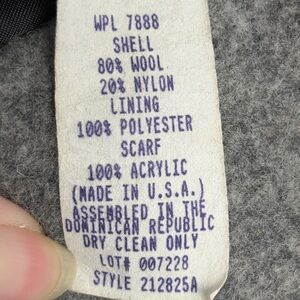 WPL 7888
SHELL
80% WOOL
20% NYLON
LINING
100% POLYESTER
SCARF
100% ACRYLIC
(MADE IN U.S.A.)
ASSEMBLED IN THE
DOMINICAN REPUBLIC
DRY CLEAN ONLY
LOT# 007228
STYLE 212825A